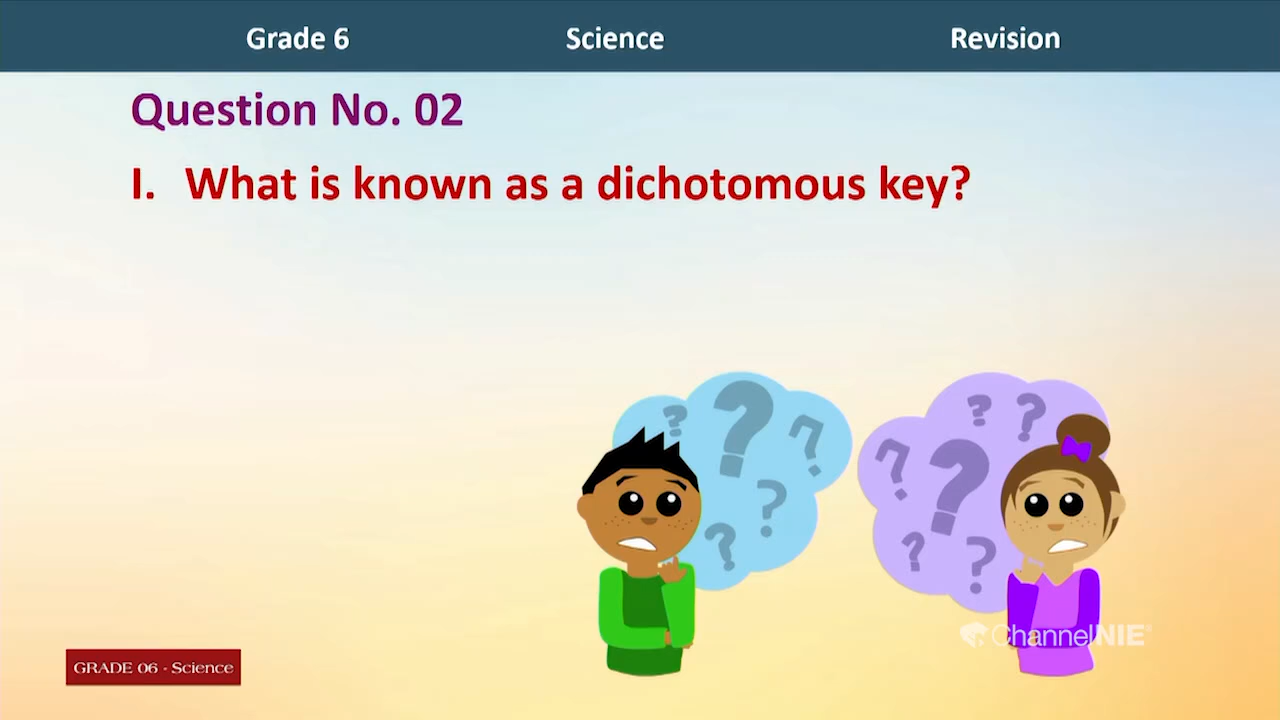 Grade 6 Science Revision
Question No. 02
I. What is known as a dichotomous key?
? ? ? ? ?
? ? ? ? ? ?
ChannelNIE
GRADE 06 - Science